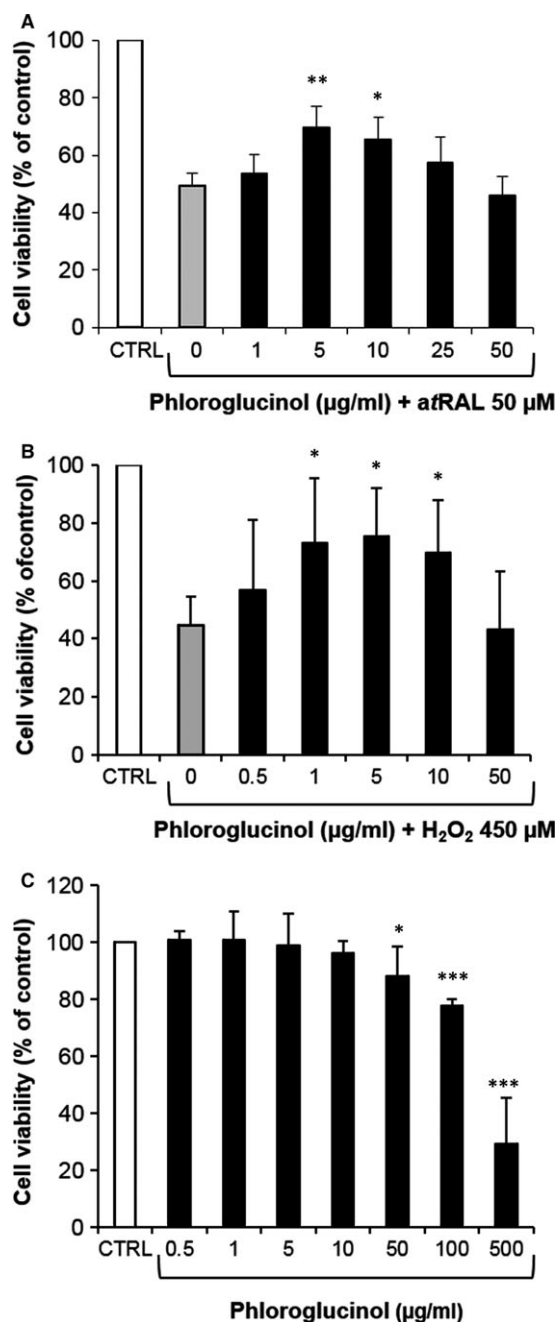 A
Cell viability (% of control)
100
80
60
40
20
0
** *
CTRL 0 1 5 10 25 50
Phloroglucinol (µg/ml) + atRAL 50 µM
B
Cell viability (% ofcontrol)
100
80
60
40
20
0
* * *
CTRL 0 0.5 1 5 10 50
Phloroglucinol (µg/ml) + H₂O₂ 450 µM
C
Cell viability (% of control)
120
100
80
60
40
20
0
* *** ***
CTRL 0.5 1 5 10 50 100 500
Phloroglucinol (µg/ml)